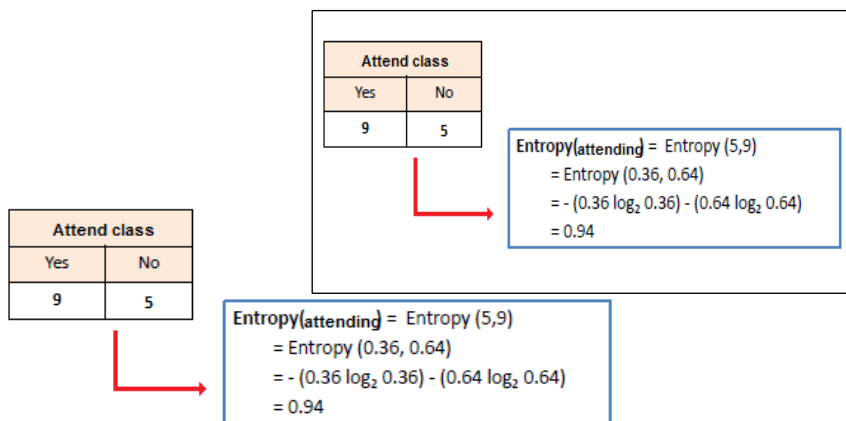 Attend class
Yes No
9 5
Entropy(attending) = Entropy (5,9)
= Entropy (0.36, 0.64)
= - (0.36 log₂ 0.36) - (0.64 log₂ 0.64)
= 0.94
Attend class
Yes No
9 5
Entropy(attending) = Entropy (5,9)
= Entropy (0.36, 0.64)
= - (0.36 log₂ 0.36) - (0.64 log₂ 0.64)
= 0.94